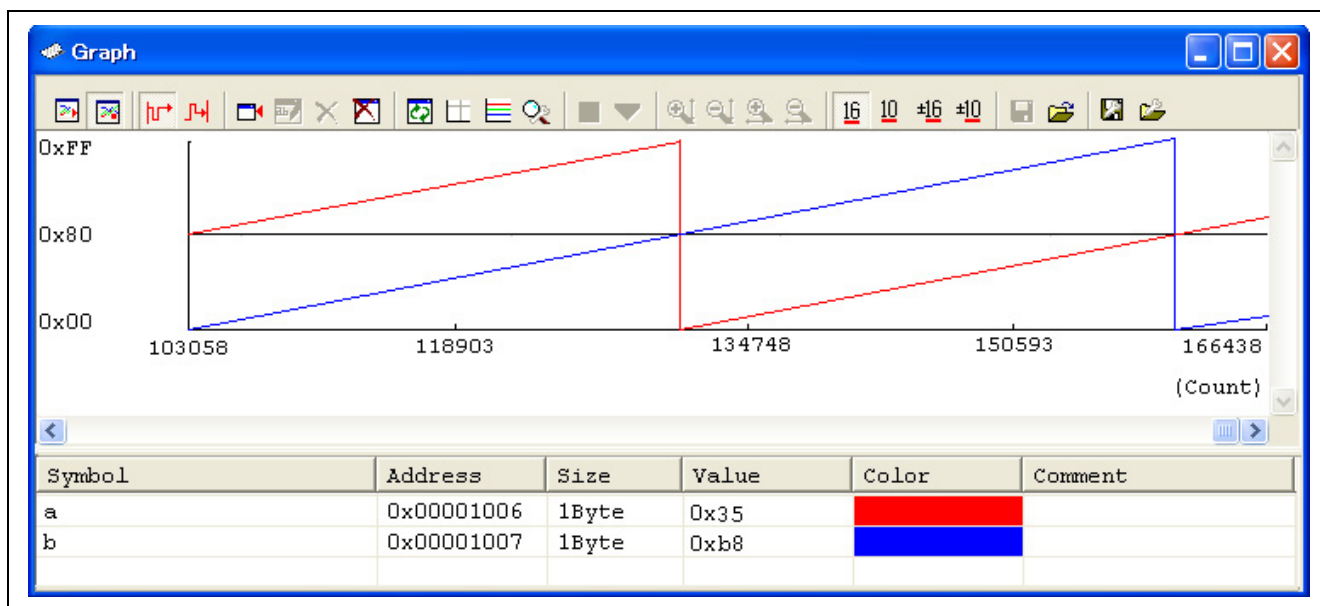 Graph
16 10 ±16 ±10
0xFF
0x80
0x00
103058 118903 134748 150593 166438
(Count)
Symbol Address Size Value Color Comment
a 0x00001006 1Byte 0x35
b 0x00001007 1Byte 0xb8